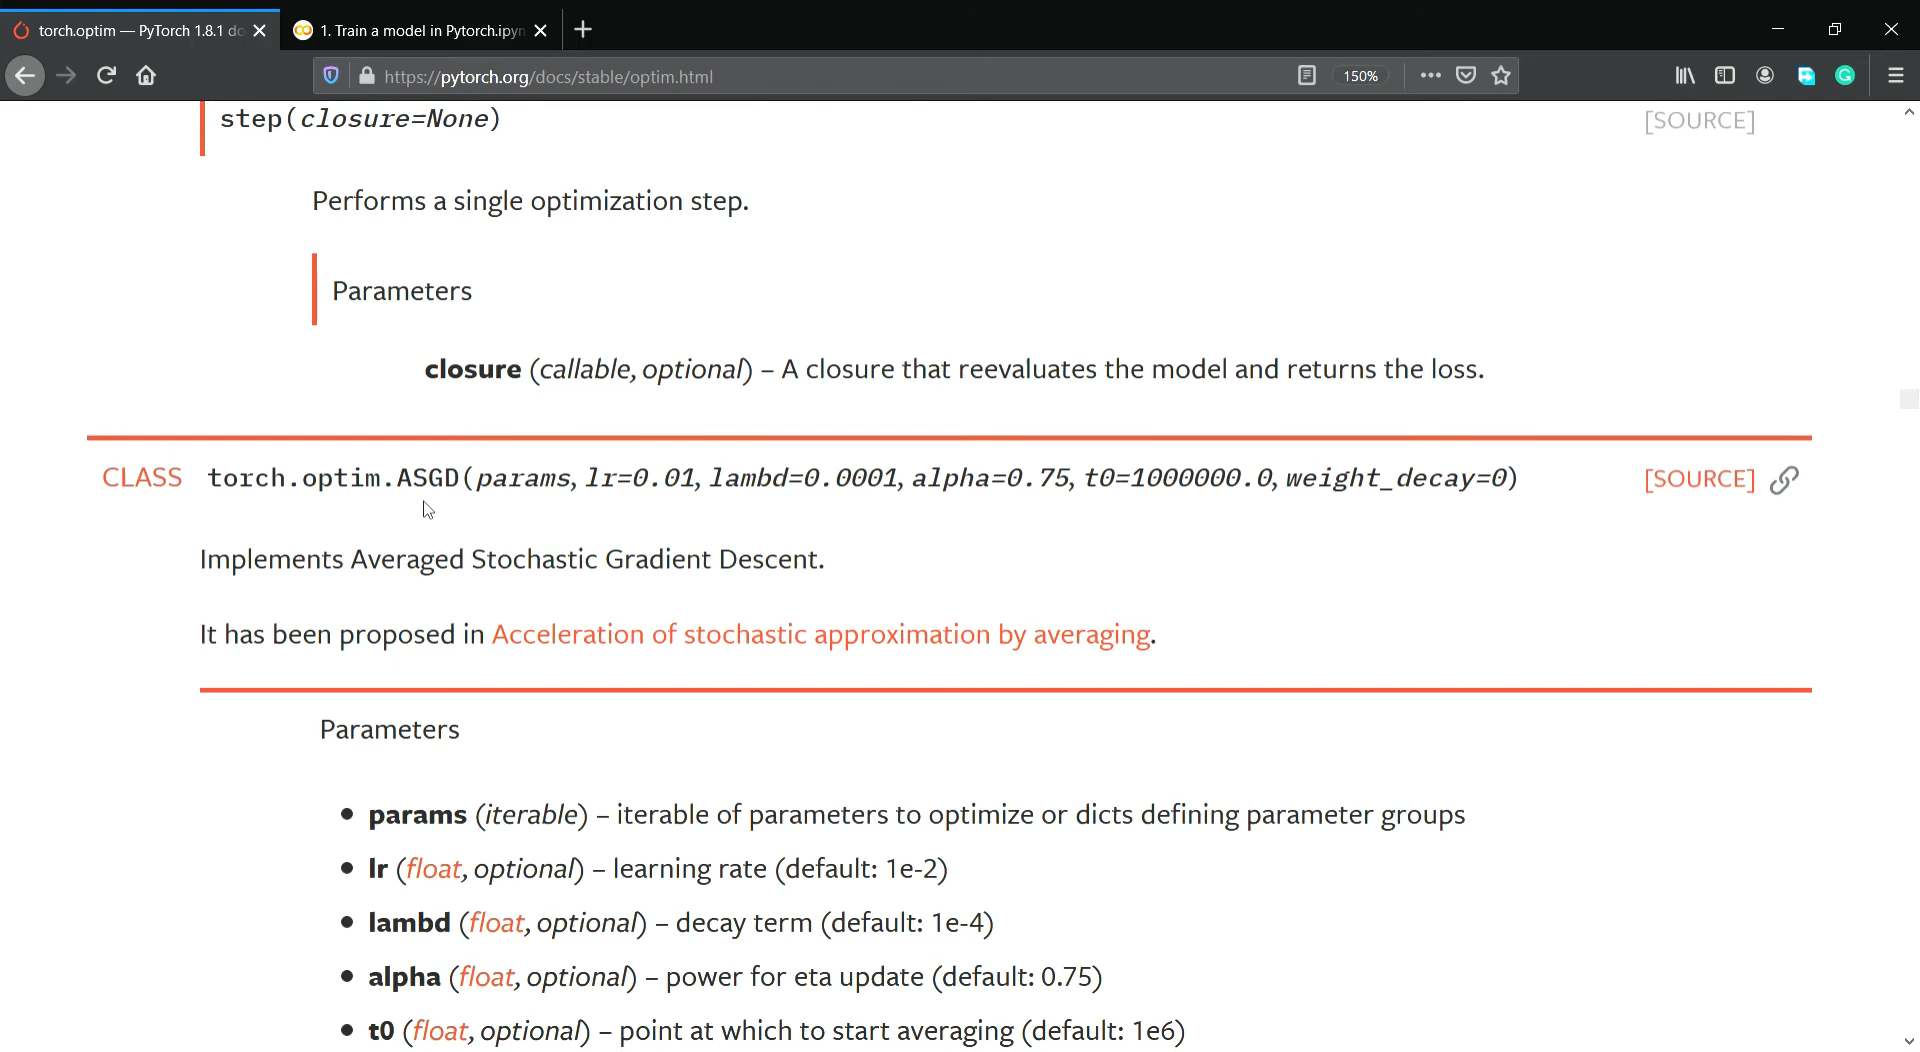 torch.optim — PyTorch 1.8.1 do
1. Train a model in Pytorch.ipyn
https://pytorch.org/docs/stable/optim.html
150%
step(closure=None)
[SOURCE]
Performs a single optimization step.
Parameters
closure (callable, optional) – A closure that reevaluates the model and returns the loss.
CLASS torch.optim.ASGD(params, lr=0.01, lambd=0.0001, alpha=0.75, t0=1000000.0, weight_decay=0)
[SOURCE]
Implements Averaged Stochastic Gradient Descent.
It has been proposed in Acceleration of stochastic approximation by averaging.
Parameters
• params (iterable) – iterable of parameters to optimize or dicts defining parameter groups
• lr (float, optional) – learning rate (default: 1e-2)
• lambd (float, optional) – decay term (default: 1e-4)
• alpha (float, optional) – power for eta update (default: 0.75)
• t0 (float, optional) – point at which to start averaging (default: 1e6)